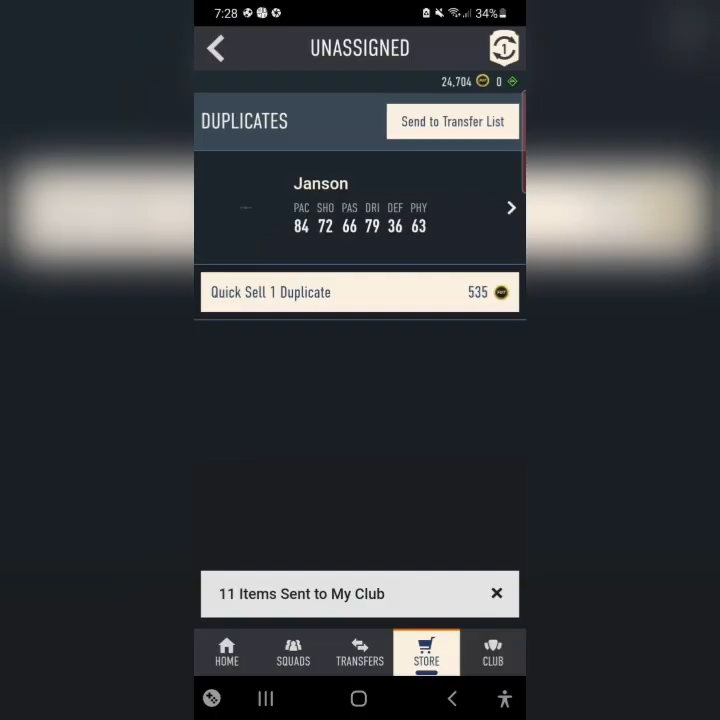 7:28 34%
UNASSIGNED
1
24,704 0
DUPLICATES
Send to Transfer List
Janson
PAC SHO PAS DRI DEF PHY
84 72 66 79 36 63
Quick Sell 1 Duplicate 535
11 Items Sent to My Club ×
HOME SQUADS TRANSFERS STORE CLUB